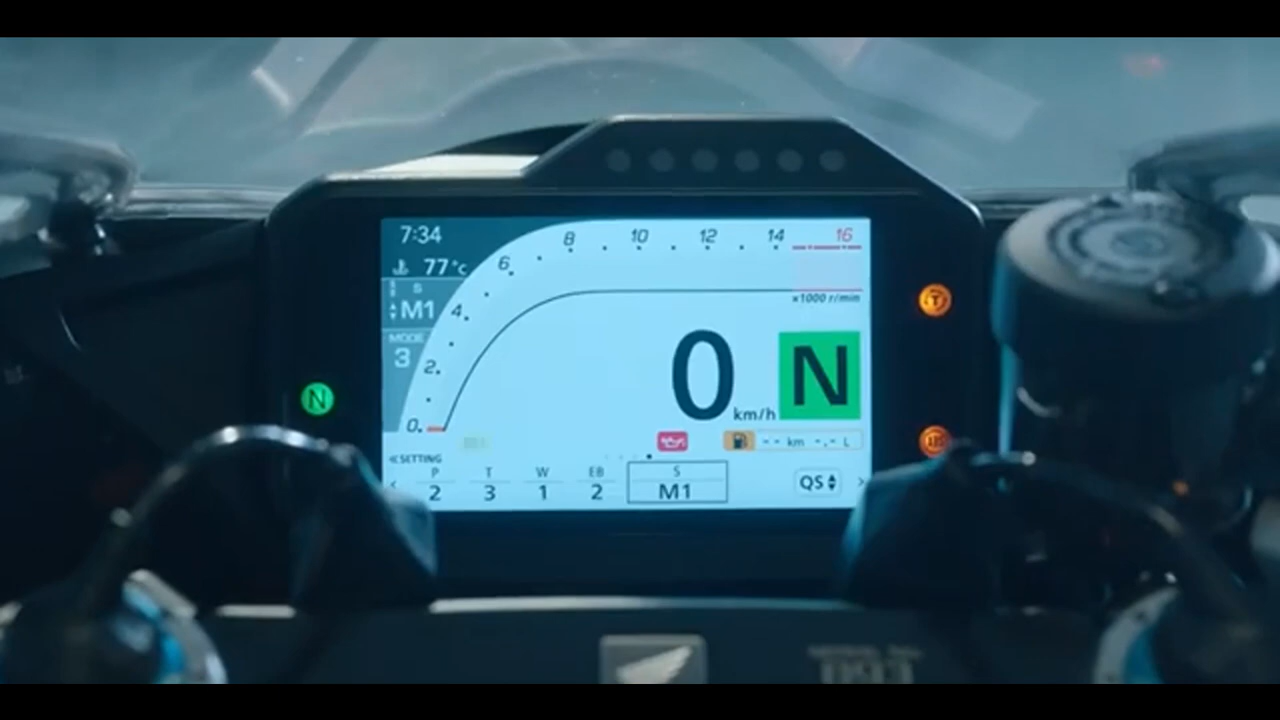 7:34
77°C
S
M1
MODE
3
0. 2. 4. 6. 8 10 12 14 16
x1000 r/min
0 km/h N
N
T
-- km -.- L
≪SETTING
P T W EB S
2 3 1 2 M1
QS
093